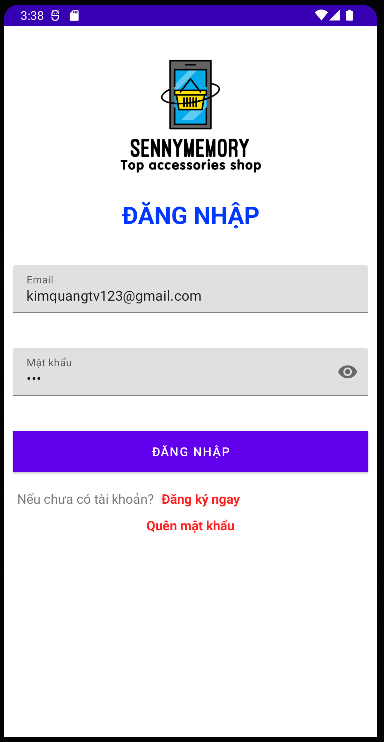 3:38
SENNYMEMORY
Top accessories shop
ĐĂNG NHẬP
Email
kimquangtv123@gmail.com
Mật khẩu
•••
ĐĂNG NHẬP
Nếu chưa có tài khoản? Đăng ký ngay
Quên mật khẩu